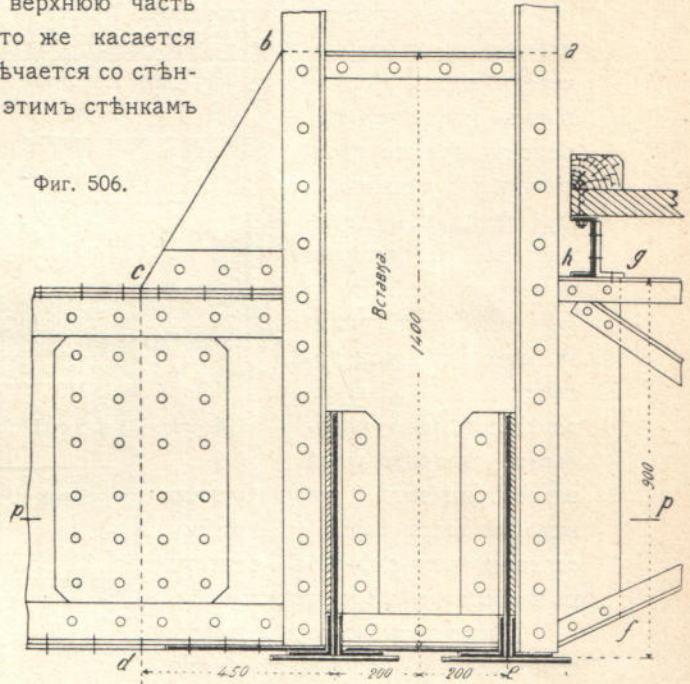 верхнюю часть
то же касается
ѣчается со стѣн-
этимъ стѣнкамъ
Фиг. 506.
b
a
h
g
c
Вставка.
1400
900
p
p
f
d
e
450
200
200